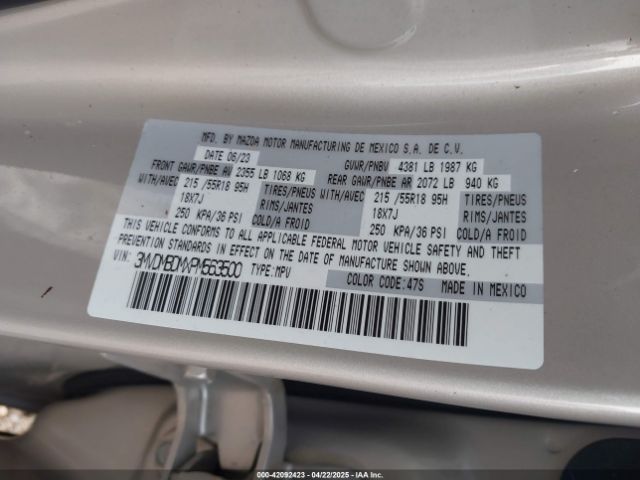 MFD. BY MAZDA MOTOR MANUFACTURING DE MEXICO S.A. DE C.V.
DATE 06/23 GVWR/PNBV 4381 LB 1987 KG
FRONT GAWR/PNBE AV 2355 LB 1068 KG REAR GAWR/PNBE AR 2072 LB 940 KG
WITH/AVEC 215 /55R18 95H TIRES/PNEUS WITH/AVEC 215 /55R18 95H TIRES/PNEUS
18X7J RIMS/JANTES 18X7J RIMS/JANTES
250 KPA/36 PSI COLD/A FROID 250 KPA/36 PSI COLD/A FROID
THIS VEHICLE CONFORMS TO ALL APPLICABLE FEDERAL MOTOR VEHICLE SAFETY AND THEFT
PREVENTION STANDARDS IN EFFECT ON THE DATE OF MANUFACTURE SHOWN ABOVE.
VIN: 3MVDMBDM4PM563500 TYPE: MPV
COLOR CODE: 47S MADE IN MEXICO
000-42092423 - 04/22/2025 - IAA Inc.